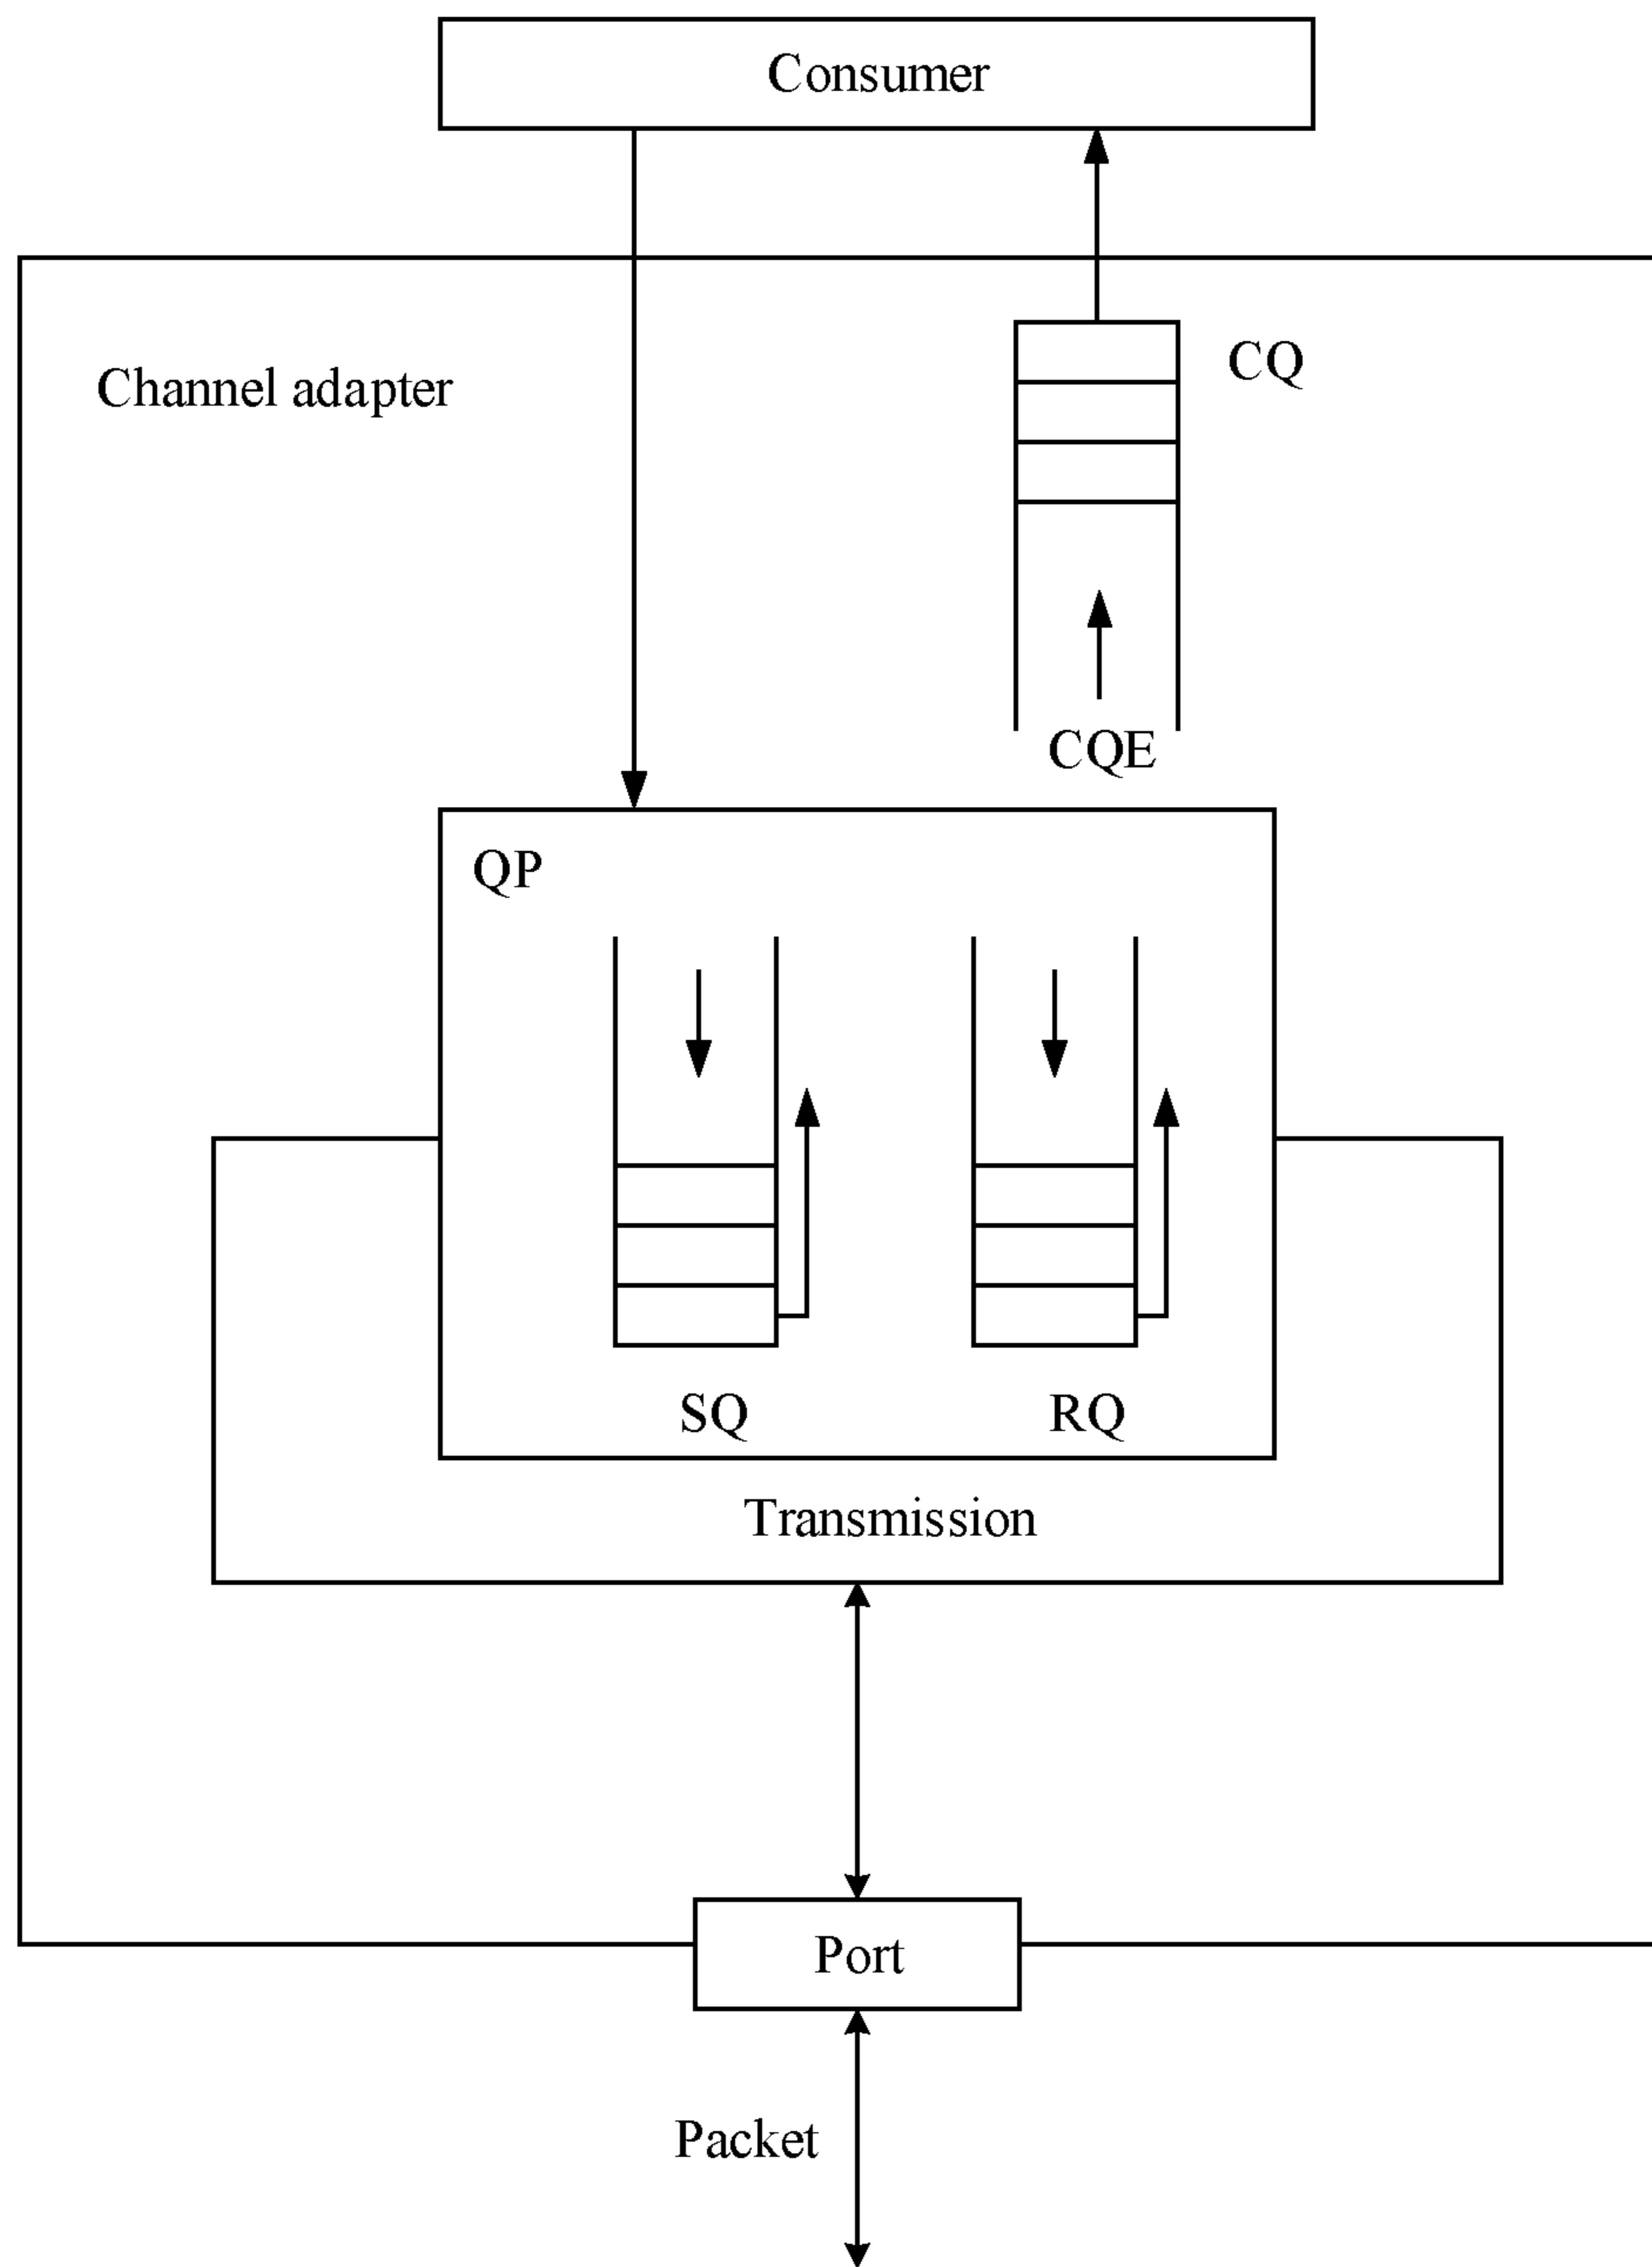 Consumer
Channel adapter
CQ
CQE
QP
SQ
RQ
Transmission
Port
Packet